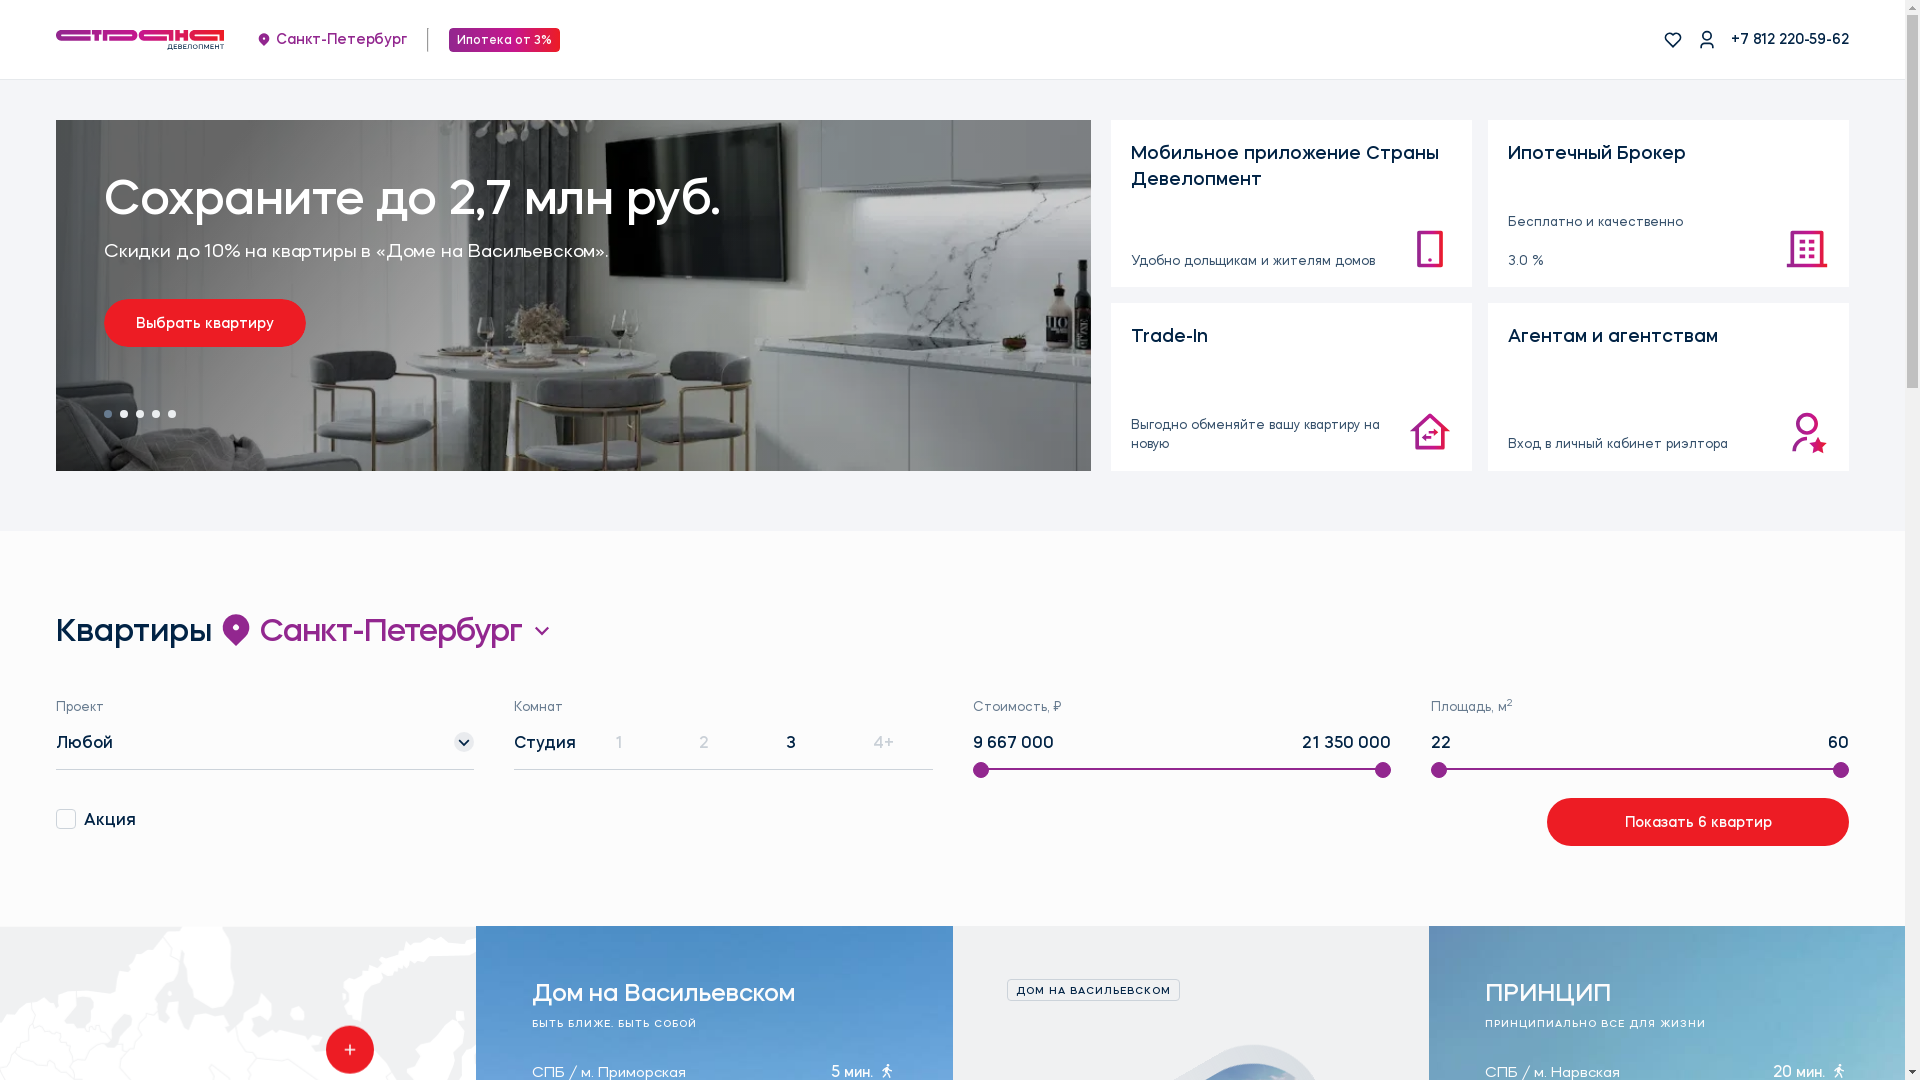 страна
ДЕВЕЛОПМЕНТ
Санкт-Петербург
Ипотека от 3%
+7 812 220-59-62
Сохраните до 2,7 млн руб.
Скидки до 10% на квартиры в «Доме на Васильевском».
Выбрать квартиру
Мобильное приложение Страны
Девелопмент
Удобно дольщикам и жителям домов
Ипотечный Брокер
Бесплатно и качественно
3.0 %
Trade-In
Выгодно обменяйте вашу квартиру на
новую
Агентам и агентствам
Вход в личный кабинет риэлтора
Квартиры Санкт-Петербург
Проект
Любой
Комнат
Студия 1 2 3 4+
Стоимость, ₽
9 667 000 21 350 000
Площадь, м²
22 60
Акция
Показать 6 квартир
Дом на Васильевском
БЫТЬ БЛИЖЕ. БЫТЬ СОБОЙ
СПБ / м. Приморская 5 мин.
ДОМ НА ВАСИЛЬЕВСКОМ
ПРИНЦИП
ПРИНЦИПИАЛЬНО ВСЕ ДЛЯ ЖИЗНИ
СПБ / м. Нарвская 20 мин.